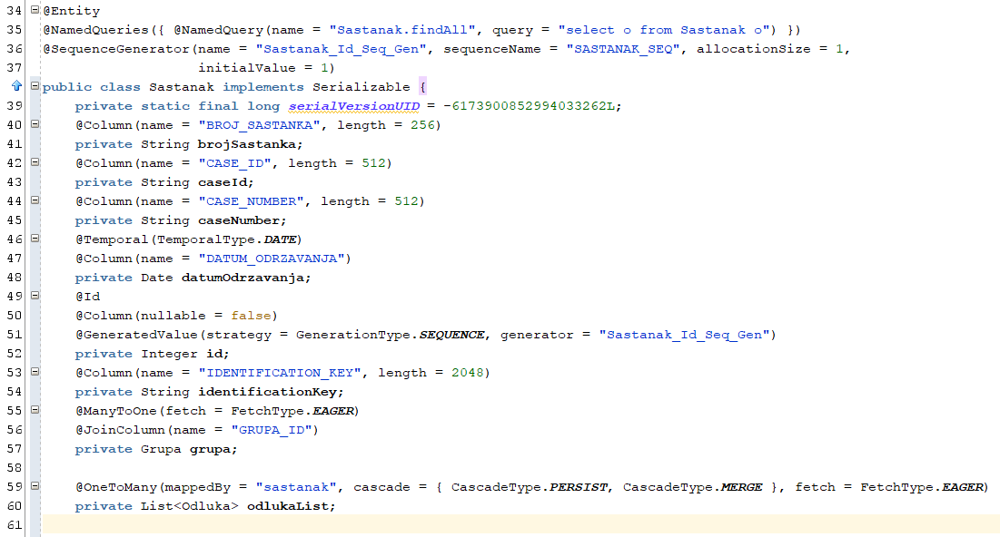 34 @Entity
35 @NamedQueries({ @NamedQuery(name = "Sastanak.findAll", query = "select o from Sastanak o") })
36 @SequenceGenerator(name = "Sastanak_Id_Seq_Gen", sequenceName = "SASTANAK_SEQ", allocationSize = 1,
37                    initialValue = 1)
public class Sastanak implements Serializable {
39     private static final long serialVersionUID = -6173900852994033262L;
40     @Column(name = "BROJ_SASTANKA", length = 256)
41     private String brojSastanka;
42     @Column(name = "CASE_ID", length = 512)
43     private String caseId;
44     @Column(name = "CASE_NUMBER", length = 512)
45     private String caseNumber;
46     @Temporal(TemporalType.DATE)
47     @Column(name = "DATUM_ODRZAVANJA")
48     private Date datumOdrzavanja;
49     @Id
50     @Column(nullable = false)
51     @GeneratedValue(strategy = GenerationType.SEQUENCE, generator = "Sastanak_Id_Seq_Gen")
52     private Integer id;
53     @Column(name = "IDENTIFICATION_KEY", length = 2048)
54     private String identificationKey;
55     @ManyToOne(fetch = FetchType.EAGER)
56     @JoinColumn(name = "GRUPA_ID")
57     private Grupa grupa;
58
59     @OneToMany(mappedBy = "sastanak", cascade = { CascadeType.PERSIST, CascadeType.MERGE }, fetch = FetchType.EAGER)
60     private List<Odluka> odlukaList;
61